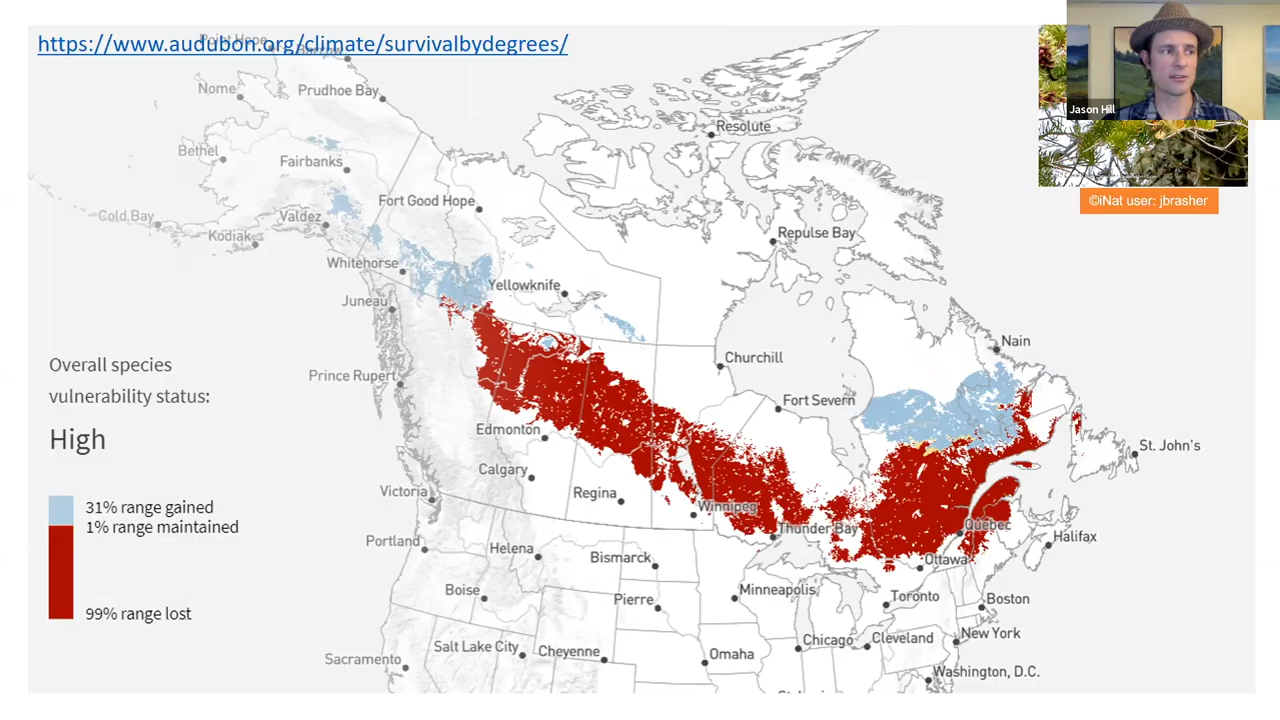 https://www.audubon.org/climate/survivalbydegrees/
Jason Hill
©iNat user: jbrasher
Point Hope
Barrow
Nome
Prudhoe Bay
Resolute
Bethel
Fairbanks
Fort Good Hope
Cold Bay
Valdez
Kodiak
Repulse Bay
Whitehorse
Yellowknife
Juneau
Nain
Churchill
Overall species
vulnerability status:
High
Prince Rupert
Fort Severn
Edmonton
St. John's
Calgary
Victoria
Regina
Winnipeg
31% range gained
1% range maintained
Thunder Bay
Québec
Halifax
Portland
Helena
Bismarck
Ottawa
Boise
Pierre
Minneapolis
Toronto
Boston
99% range lost
Salt Lake City
Cheyenne
Omaha
Chicago
Cleveland
New York
Sacramento
Washington, D.C.